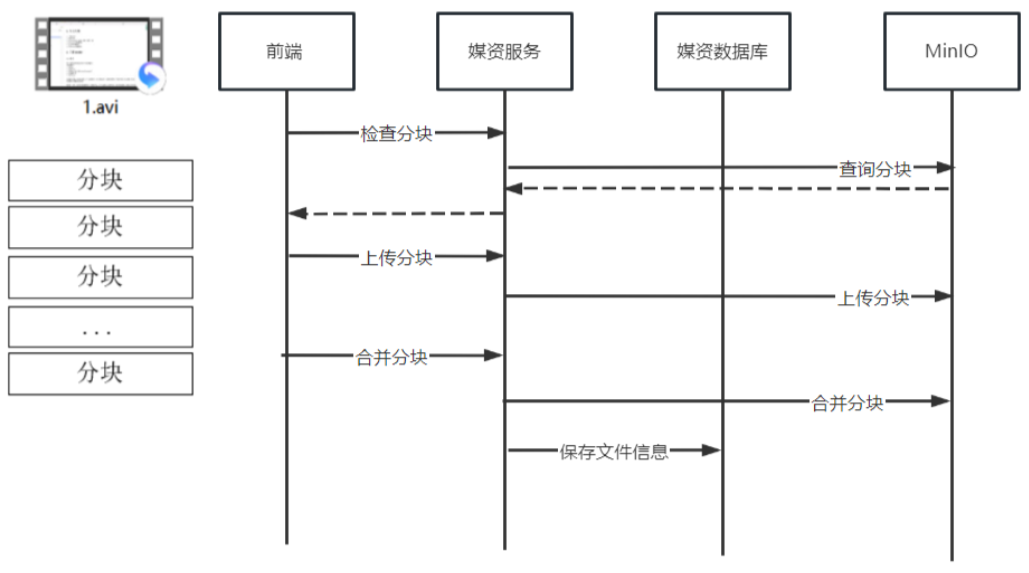 前端
媒资服务
媒资数据库
MinIO
1.avi
分块
分块
分块
...
分块
检查分块
查询分块
上传分块
上传分块
合并分块
合并分块
保存文件信息